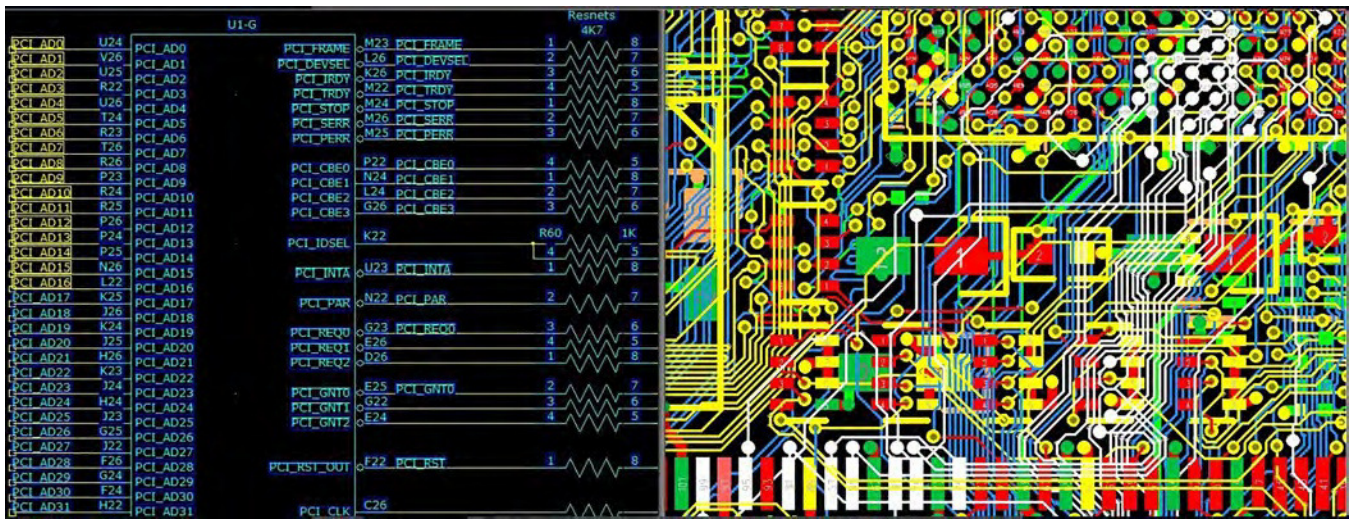 U1-G
Resnets
4K7
PCI_AD0 U24 PCI_AD0 PCI_FRAME M23 PCI_FRAME 1 8
PCI_AD1 V26 PCI_AD1 PCI_DEVSEL L26 PCI_DEVSEL 2 7
PCI_AD2 U25 PCI_AD2 PCI_IRDY K26 PCI_IRDY 3 6
PCI_AD3 R22 PCI_AD3 PCI_TRDY M22 PCI_TRDY 4 5
PCI_AD4 U26 PCI_AD4 PCI_STOP M24 PCI_STOP 1 8
PCI_AD5 T24 PCI_AD5 PCI_SERR M26 PCI_SERR 2 7
PCI_AD6 R23 PCI_AD6 PCI_PERR M25 PCI_PERR 3 6
PCI_AD7 T26 PCI_AD7
PCI_AD8 R26 PCI_AD8 PCI_CBE0 P22 PCI_CBE0 4 5
PCI_AD9 P23 PCI_AD9 PCI_CBE1 N24 PCI_CBE1 1 8
PCI_AD10 R24 PCI_AD10 PCI_CBE2 L24 PCI_CBE2 2 7
PCI_AD11 R25 PCI_AD11 PCI_CBE3 G26 PCI_CBE3 3 6
PCI_AD12 P26 PCI_AD12
PCI_AD13 P24 PCI_AD13 PCI_IDSEL K22 R60 1K
PCI_AD14 P25 PCI_AD14 4 5
PCI_AD15 N26 PCI_AD15 PCI_INTA U23 PCI_INTA 1 8
PCI_AD16 L22 PCI_AD16
PCI_AD17 K25 PCI_AD17 PCI_PAR N22 PCI_PAR 2 7
PCI_AD18 J26 PCI_AD18
PCI_AD19 K24 PCI_AD19 PCI_REQ0 G23 PCI_REQ0 3 6
PCI_AD20 J25 PCI_AD20 PCI_REQ1 E26 4 5
PCI_AD21 H26 PCI_AD21 PCI_REQ2 D26 1 8
PCI_AD22 K23 PCI_AD22
PCI_AD23 J24 PCI_AD23 PCI_GNT0 E25 PCI_GNT0 2 7
PCI_AD24 H24 PCI_AD24 PCI_GNT1 G22 3 6
PCI_AD25 J23 PCI_AD25 PCI_GNT2 E24 4 5
PCI_AD26 G25 PCI_AD26
PCI_AD27 J22 PCI_AD27
PCI_AD28 F26 PCI_AD28 PCI_RST_OUT F22 PCI_RST 1 8
PCI_AD29 G24 PCI_AD29
PCI_AD30 F24 PCI_AD30
PCI_AD31 H22 PCI_AD31 PCI_CLK C26
2 1 2 1